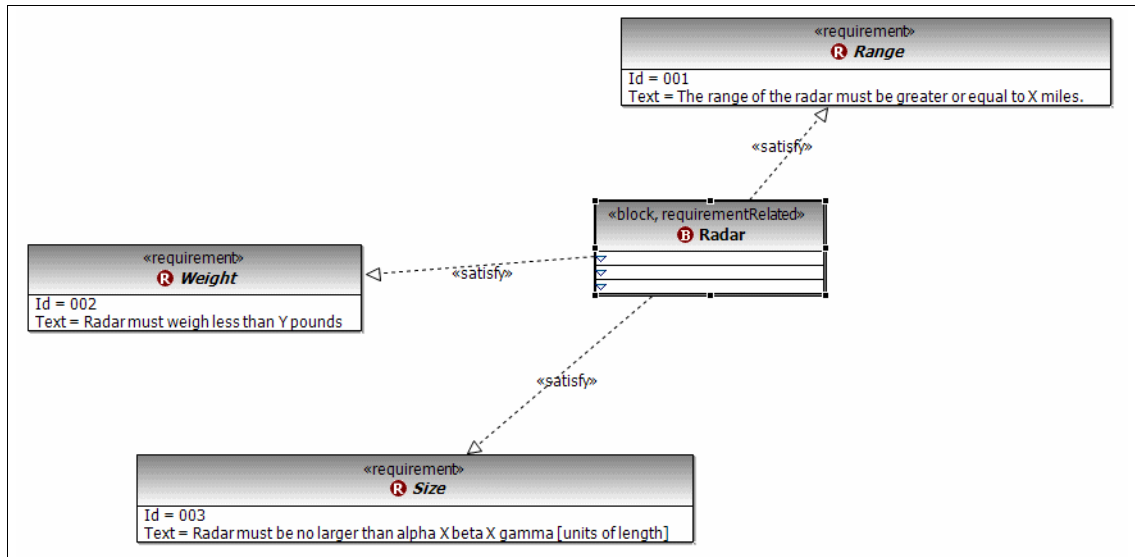 «requirement»
R Range
Id = 001
Text = The range of the radar must be greater or equal to X miles.
«satisfy»
«block, requirementRelated»
B Radar
«requirement»
R Weight
Id = 002
Text = Radar must weigh less than Y pounds
«satisfy»
«satisfy»
«requirement»
R Size
Id = 003
Text = Radar must be no larger than alpha X beta X gamma [units of length]